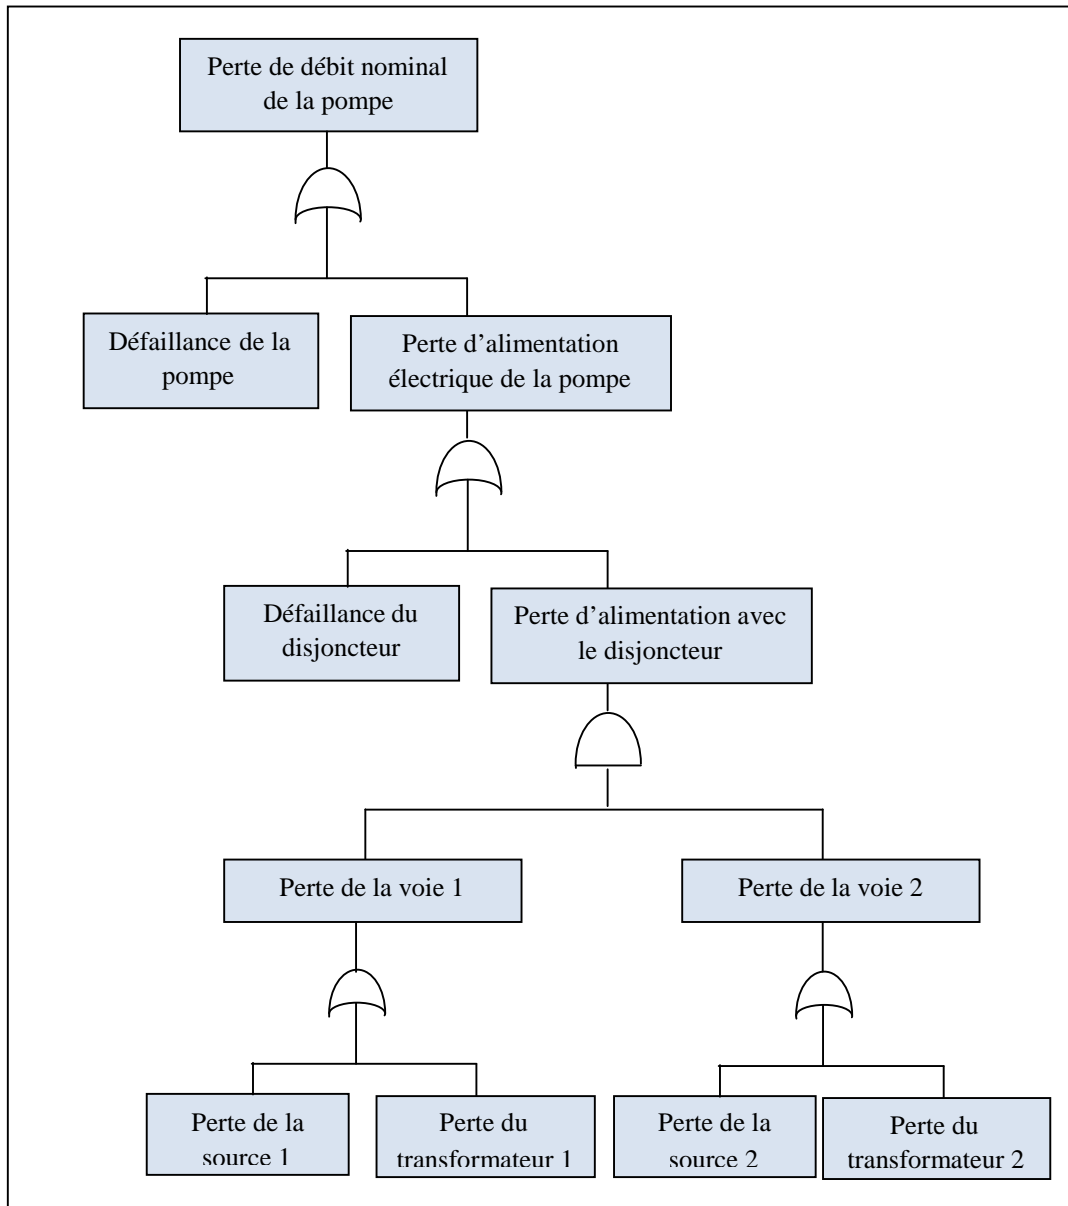 Perte de débit nominal
de la pompe
Défaillance de la
pompe
Perte d’alimentation
électrique de la pompe
Défaillance du
disjoncteur
Perte d’alimentation avec
le disjoncteur
Perte de la voie 1
Perte de la voie 2
Perte de la
source 1
Perte du
transformateur 1
Perte de la
source 2
Perte du
transformateur 2